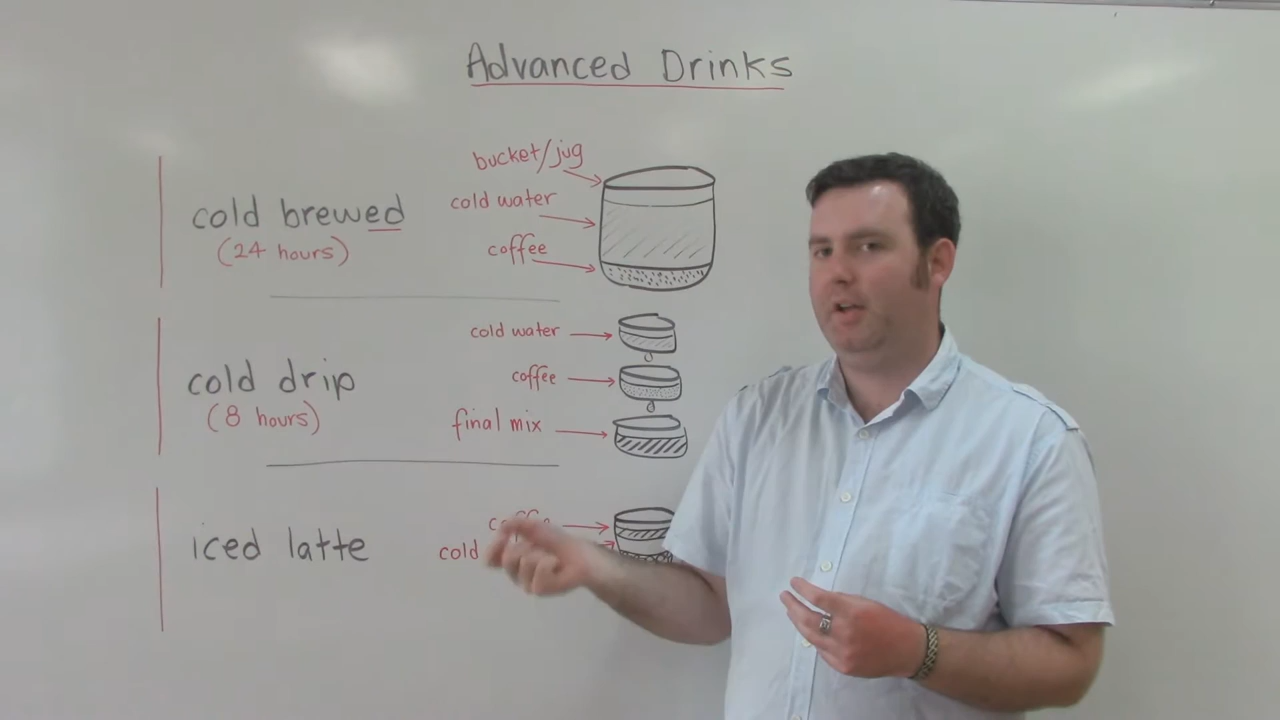 Advanced Drinks
cold brewed
(24 hours)
bucket/jug
cold water
coffee
cold drip
(8 hours)
cold water
coffee
final mix
iced latte
cold